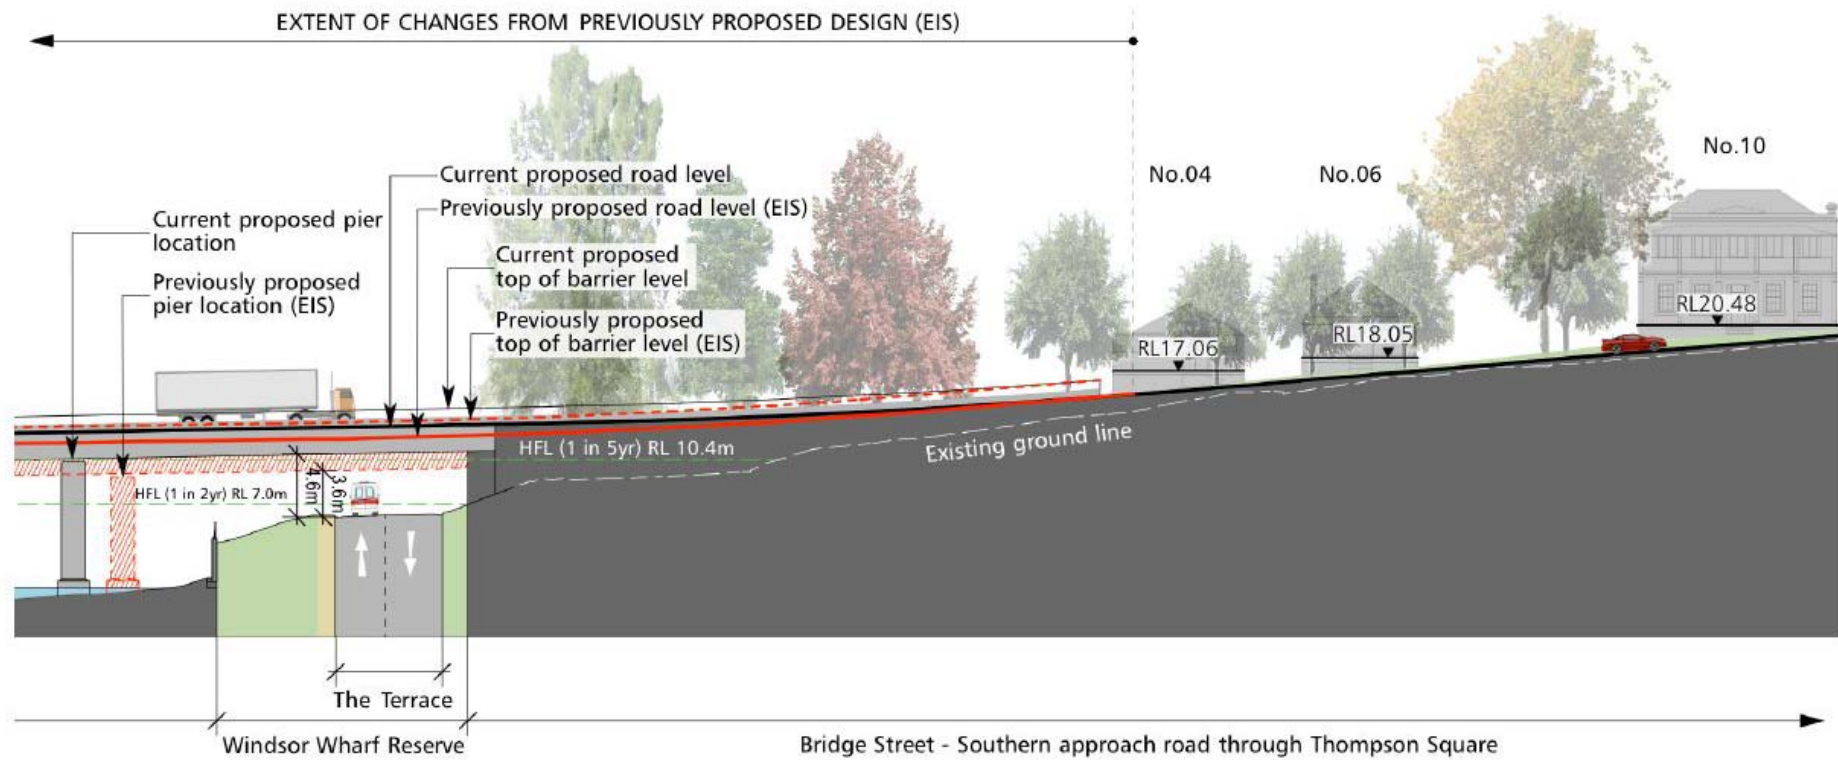 EXTENT OF CHANGES FROM PREVIOUSLY PROPOSED DESIGN (EIS)
No.10
No.04
No.06
Current proposed road level
Previously proposed road level (EIS)
Current proposed pier
location
Current proposed
top of barrier level
Previously proposed
pier location (EIS)
RL20.48
Previously proposed
top of barrier level (EIS)
RL17.06
RL18.05
HFL (1 in 5yr) RL 10.4m
Existing ground line
HFL (1 in 2yr) RL 7.0m
4.6m
3.6m
The Terrace
Windsor Wharf Reserve
Bridge Street - Southern approach road through Thompson Square